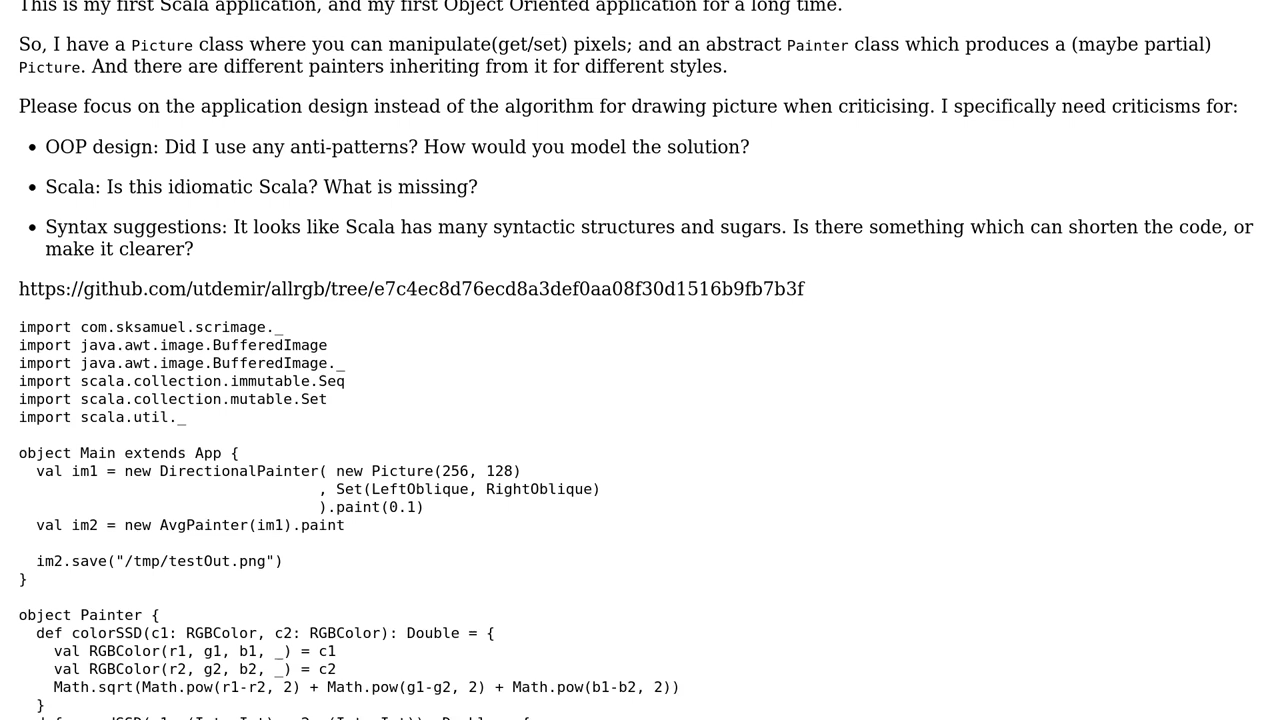 This is my first Scala application, and my first Object Oriented application for a long time.
So, I have a Picture class where you can manipulate(get/set) pixels; and an abstract Painter class which produces a (maybe partial)
Picture. And there are different painters inheriting from it for different styles.
Please focus on the application design instead of the algorithm for drawing picture when criticising. I specifically need criticisms for:
• OOP design: Did I use any anti-patterns? How would you model the solution?
• Scala: Is this idiomatic Scala? What is missing?
• Syntax suggestions: It looks like Scala has many syntactic structures and sugars. Is there something which can shorten the code, or
make it clearer?
https://github.com/utdemir/allrgb/tree/e7c4ec8d76ecd8a3def0aa08f30d1516b9fb7b3f
import com.sksamuel.scrimage._
import java.awt.image.BufferedImage
import java.awt.image.BufferedImage._
import scala.collection.immutable.Seq
import scala.collection.mutable.Set
import scala.util._
object Main extends App {
  val im1 = new DirectionalPainter( new Picture(256, 128)
                                  , Set(LeftOblique, RightOblique)
                                  ).paint(0.1)
  val im2 = new AvgPainter(im1).paint
  im2.save("/tmp/testOut.png")
}
object Painter {
  def colorSSD(c1: RGBColor, c2: RGBColor): Double = {
    val RGBColor(r1, g1, b1, _) = c1
    val RGBColor(r2, g2, b2, _) = c2
    Math.sqrt(Math.pow(r1-r2, 2) + Math.pow(g1-g2, 2) + Math.pow(b1-b2, 2))
  }